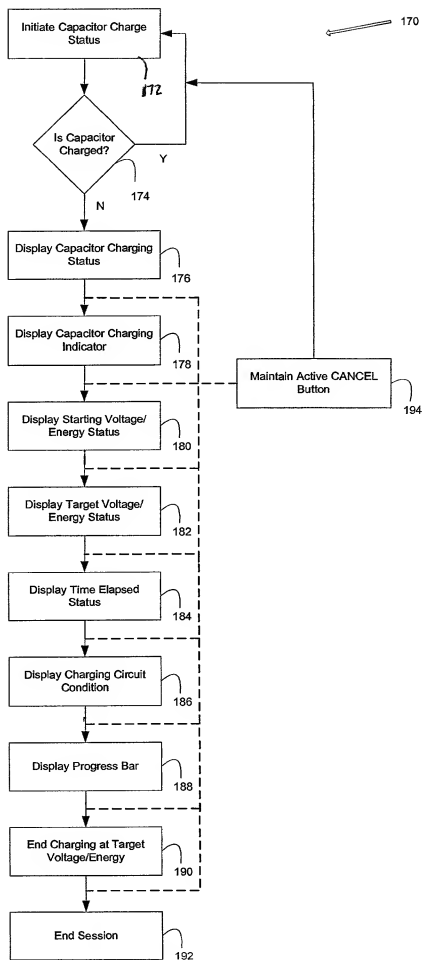 170
Initiate Capacitor Charge
Status
172
Is Capacitor
Charged?
Y
174
N
Display Capacitor Charging
Status
176
Display Capacitor Charging
Indicator
178
Maintain Active CANCEL
Button
194
Display Starting Voltage/
Energy Status
180
Display Target Voltage/
Energy Status
182
Display Time Elapsed
Status
184
Display Charging Circuit
Condition
186
Display Progress Bar
188
End Charging at Target
Voltage/Energy
190
End Session
192